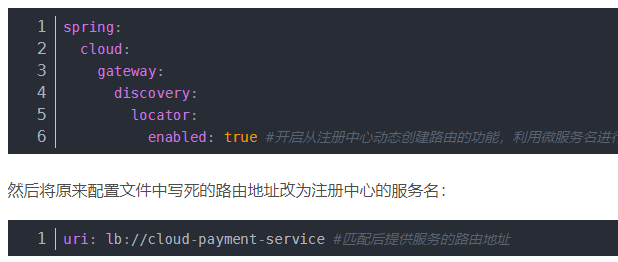 1 spring:
2   cloud:
3     gateway:
4       discovery:
5         locator:
6           enabled: true #开启从注册中心动态创建路由的功能，利用微服务名进行
然后将原来配置文件中写死的路由地址改为注册中心的服务名：
1 uri: lb://cloud-payment-service #匹配后提供服务的路由地址